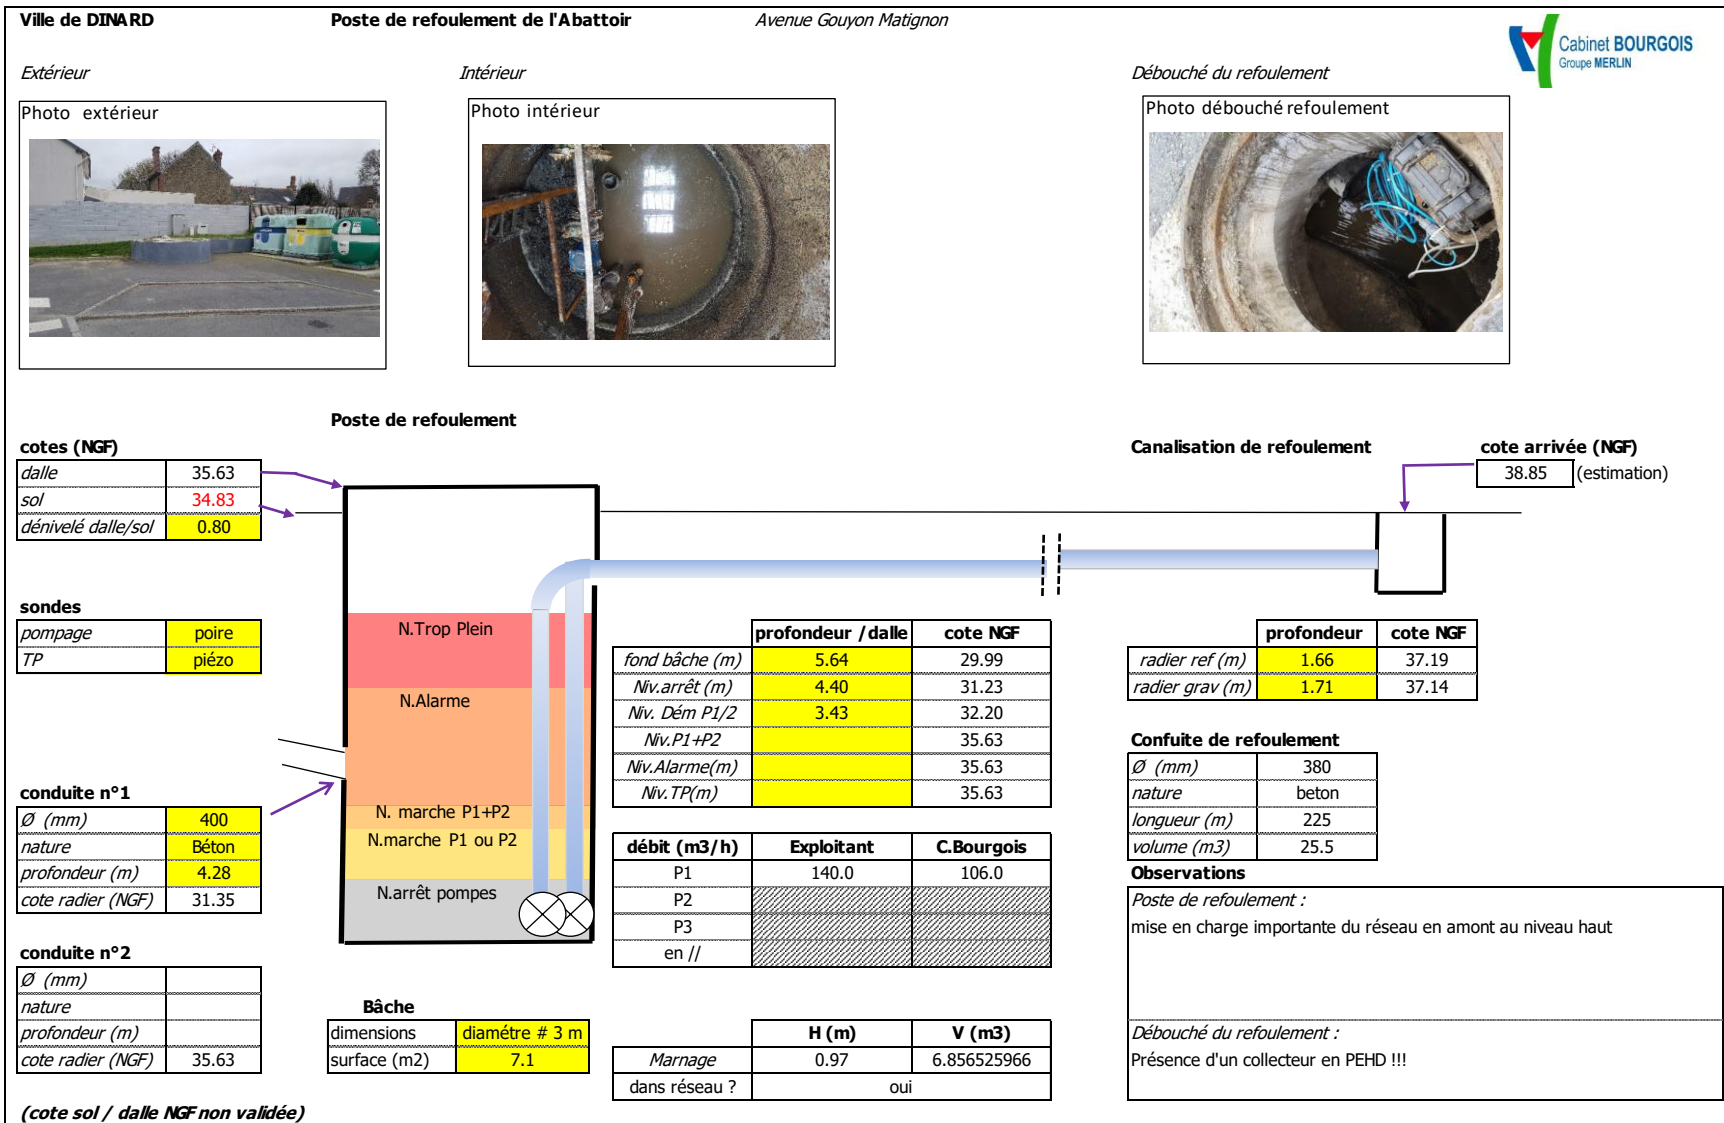 Ville de DINARD Poste de refoulement de l'Abattoir Avenue Gouyon Matignon
Cabinet BOURGOIS
Groupe MERLIN
Extérieur Intérieur Débouché du refoulement
Photo extérieur
Photo intérieur
Photo débouché refoulement
Poste de refoulement
cotes (NGF)
dalle 35.63
sol 34.83
dénivelé dalle/sol 0.80
Canalisation de refoulement
cote arrivée (NGF)
38.85 (estimation)
sondes
pompage poire
TP piézo
N.Trop Plein
N.Alarme
N. marche P1+P2
N.marche P1 ou P2
N.arrêt pompes
profondeur /dalle cote NGF
fond bâche (m) 5.64 29.99
Niv.arrêt (m) 4.40 31.23
Niv. Dém P1/2 3.43 32.20
Niv.P1+P2 35.63
Niv.Alarme(m) 35.63
Niv.TP(m) 35.63
profondeur cote NGF
radier ref (m) 1.66 37.19
radier grav (m) 1.71 37.14
Confuite de refoulement
Ø (mm) 380
nature beton
longueur (m) 225
volume (m3) 25.5
conduite n°1
Ø (mm) 400
nature Béton
profondeur (m) 4.28
cote radier (NGF) 31.35
débit (m3/h) Exploitant C.Bourgois
P1 140.0 106.0
P2
P3
en //
Observations
Poste de refoulement :
mise en charge importante du réseau en amont au niveau haut
Débouché du refoulement :
Présence d'un collecteur en PEHD !!!
conduite n°2
Ø (mm)
nature
profondeur (m)
cote radier (NGF) 35.63
Bâche
dimensions diamétre # 3 m
surface (m2) 7.1
H (m) V (m3)
Marnage 0.97 6.856525966
dans réseau ? oui
(cote sol / dalle NGF non validée)